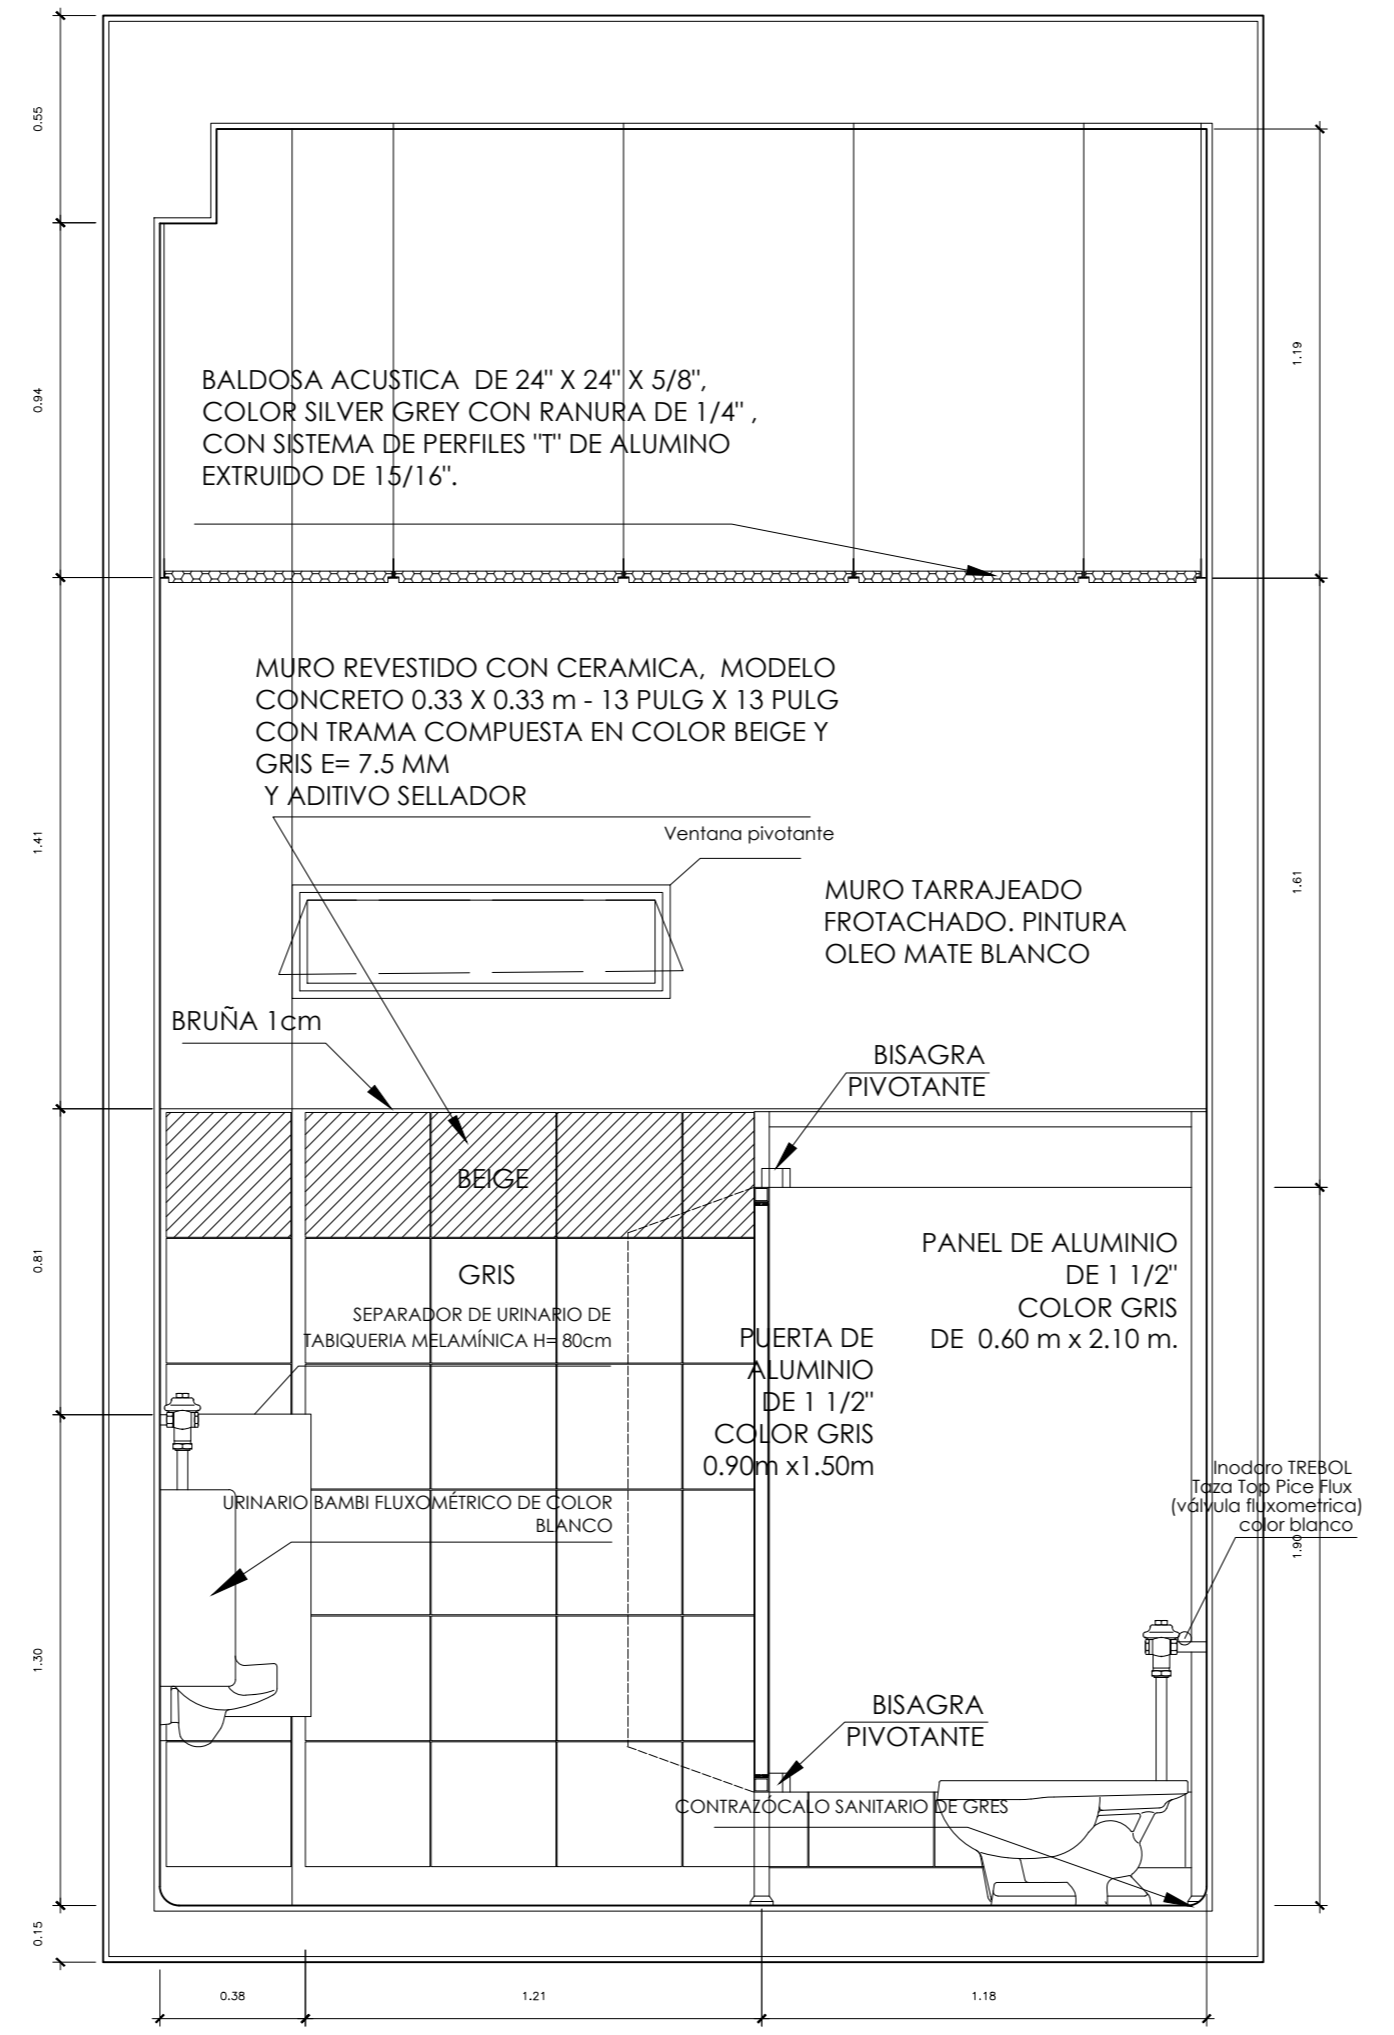 0.55
1.19
0.94
BALDOSA ACUSTICA DE 24" X 24" X 5/8",
COLOR SILVER GREY CON RANURA DE 1/4" ,
CON SISTEMA DE PERFILES "T" DE ALUMINO
EXTRUIDO DE 15/16".
MURO REVESTIDO CON CERAMICA, MODELO
CONCRETO 0.33 X 0.33 m - 13 PULG X 13 PULG
CON TRAMA COMPUESTA EN COLOR BEIGE Y
GRIS E= 7.5 MM
Y ADITIVO SELLADOR
Ventana pivotante
1.41
1.61
MURO TARRAJEADO
FROTACHADO. PINTURA
OLEO MATE BLANCO
BRUÑA 1cm
BISAGRA
PIVOTANTE
BEIGE
GRIS
0.81
SEPARADOR DE URINARIO DE
TABIQUERIA MELAMÍNICA H= 80cm
PANEL DE ALUMINIO
DE 1 1/2"
COLOR GRIS
DE 0.60 m x 2.10 m.
PUERTA DE
ALUMINIO
DE 1 1/2"
COLOR GRIS
0.90m x1.50m
Inodoro TREBOL
Taza Top Pice Flux
(válvula fluxometrica)
color blanco
1.90
URINARIO BAMBI FLUXOMÉTRICO DE COLOR
BLANCO
1.30
BISAGRA
PIVOTANTE
CONTRAZÓCALO SANITARIO DE GRES
0.15
0.38
1.21
1.18